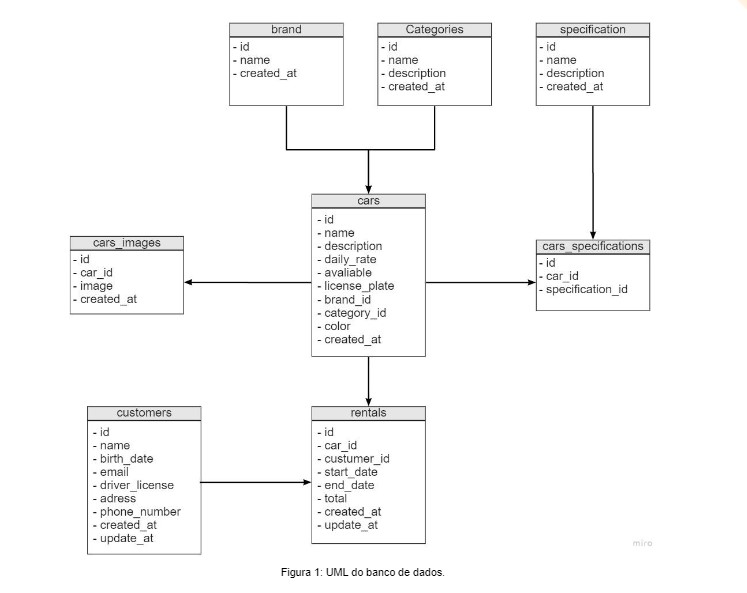 brand
- id
- name
- created_at
Categories
- id
- name
- description
- created_at
specification
- id
- name
- description
- created_at
cars
- id
- name
- description
- daily_rate
- avaliable
- license_plate
- brand_id
- category_id
- color
- created_at
cars_images
- id
- car_id
- image
- created_at
cars_specifications
- id
- car_id
- specification_id
customers
- id
- name
- birth_date
- email
- driver_license
- adress
- phone_number
- created_at
- update_at
rentals
- id
- car_id
- custumer_id
- start_date
- end_date
- total
- created_at
- update_at
miro
Figura 1: UML do banco de dados.